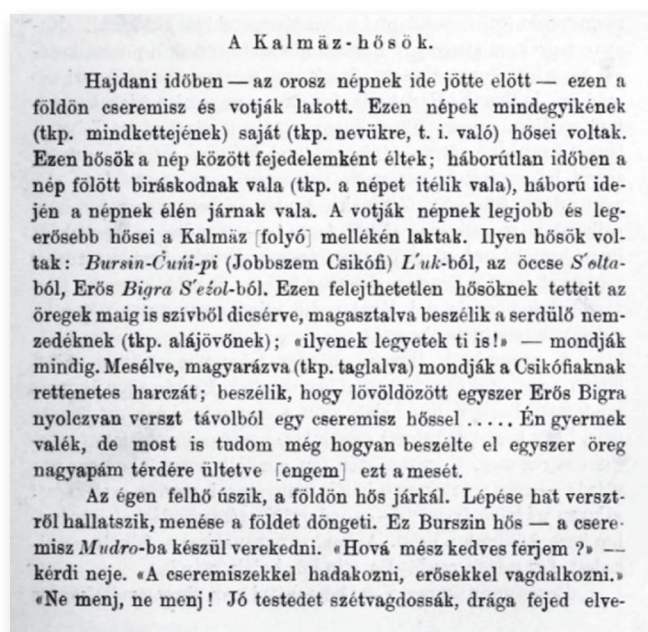 A Kalmäz-hősök.
Hajdani időben — az orosz népnek ide jötte elött — ezen a
földön cseremisz és votják lakott. Ezen népek mindegyikének
(tkp. mindkettejének) saját (tkp. nevükre, t. i. való) hősei voltak.
Ezen hősök a nép között fejedelemként éltek; háborútlan időben a
nép fölött biráskodnak vala (tkp. a népet itélik vala), háború ide-
jén a népnek élén járnak vala. A votják népnek legjobb és leg-
erősebb hősei a Kalmäz [folyó] mellékén laktak. Ilyen hősök vol-
tak: Bursin-Ćuńi-pi (Jobbszem Csikófi) L'uk-ból, az öccse S'olta-
ból, Erős Bigra S'eźol-ból. Ezen felejthetetlen hősöknek tetteit az
öregek maig is szívből dicsérve, magasztalva beszélik a serdülő nem-
zedéknek (tkp. alájövőnek); «ilyenek legyetek ti is!» — mondják
mindig. Mesélve, magyarázva (tkp. taglalva) mondják a Csikófiaknak
rettenetes harczát; beszélik, hogy lövöldözött egyszer Erős Bigra
nyolczvan verszt távolból egy cseremisz hőssel ..... Én gyermek
valék, de most is tudom még hogyan beszélte el egyszer öreg
nagyapám térdére ültetve [engem] ezt a mesét.
Az égen felhő úszik, a földön hős járkál. Lépése hat verszt-
ről hallatszik, menése a földet döngeti. Ez Burszin hős — a csere-
misz Mudro-ba készül verekedni. «Hová mész kedves férjem?» —
kérdi neje. «A cseremiszekkel hadakozni, erősekkel vagdalkozni.»
«Ne menj, ne menj! Jó testedet szétvagdossák, drága fejed elve-